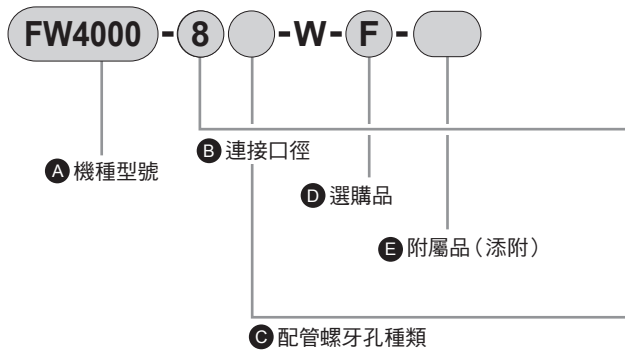 FW4000-8 -W-F-
B 連接口徑
A 機種型號
D 選購品
E 附屬品（添附）
C 配管螺牙孔種類